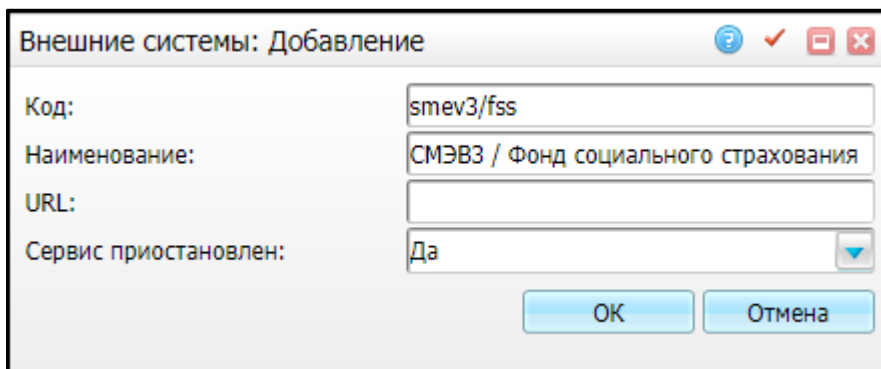 Внешние системы: Добавление
Код: smev3/fss
Наименование: СМЭВ3 / Фонд социального страхования
URL:
Сервис приостановлен: Да
ОК Отмена